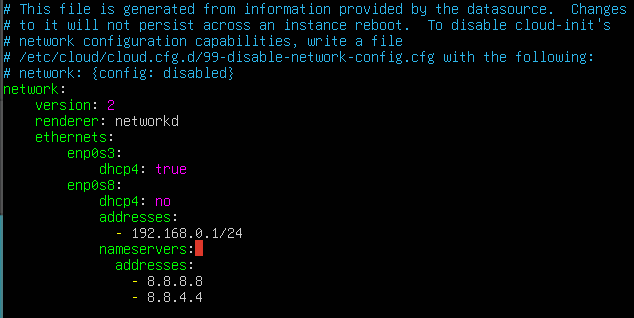 # This file is generated from information provided by the datasource.  Changes
# to it will not persist across an instance reboot.  To disable cloud-init's
# network configuration capabilities, write a file
# /etc/cloud/cloud.cfg.d/99-disable-network-config.cfg with the following:
# network: {config: disabled}
network:
    version: 2
    renderer: networkd
    ethernets:
        enp0s3:
            dhcp4: true
        enp0s8:
            dhcp4: no
            addresses:
              - 192.168.0.1/24
            nameservers:
              addresses:
                - 8.8.8.8
                - 8.8.4.4